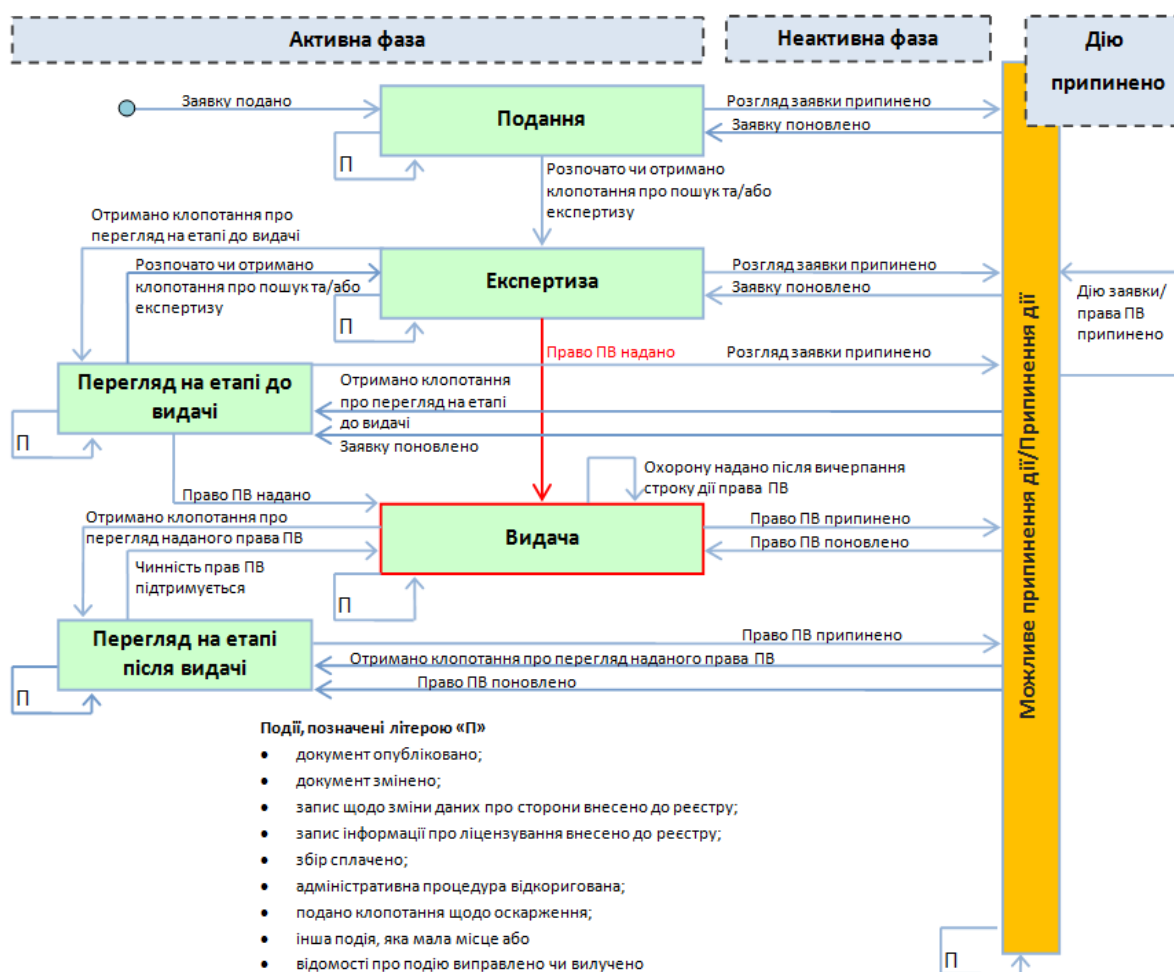 Активна фаза
Неактивна фаза
Дію
припинено
Заявку подано
Подання
Розгляд заявки припинено
Заявку поновлено
П
Розпочато чи отримано
клопотання про пошук та/або
експертизу
Отримано клопотання про
перегляд на етапі до видачі
Розпочато чи отримано
клопотання про пошук та/або
експертизу
Експертиза
Розгляд заявки припинено
Заявку поновлено
П
Дію заявки/
права ПВ
припинено
Право ПВ надано
Розгляд заявки припинено
Перегляд на етапі до
видачі
Отримано клопотання
про перегляд на етапі
до видачі
Заявку поновлено
П
Можливе припинення дії/Припинення дії
Право ПВ надано
Охорону надано після вичерпання
строку дії права ПВ
Отримано клопотання про
перегляд наданого права ПВ
Видача
Право ПВ припинено
Право ПВ поновлено
Чинність прав ПВ
підтримується
П
Перегляд на етапі
після видачі
Право ПВ припинено
Отримано клопотання про перегляд наданого права ПВ
Право ПВ поновлено
П
Події, позначені літерою «П»
• документ опубліковано;
• документ змінено;
• запис щодо зміни даних про сторони внесено до реєстру;
• запис інформації про ліцензування внесено до реєстру;
• збір сплачено;
• адміністративна процедура відкоригована;
• подано клопотання щодо оскарження;
• інша подія, яка мала місце або
• відомості про подію виправлено чи вилучено
П